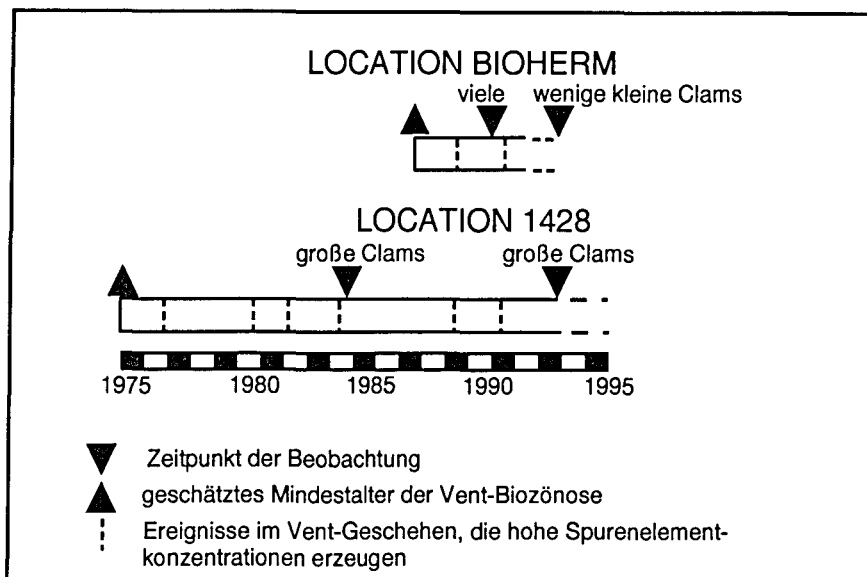 LOCATION BIOHERM
viele wenige kleine Clams
LOCATION 1428
große Clams große Clams
1975 1980 1985 1990 1995
Zeitpunkt der Beobachtung
geschätztes Mindestalter der Vent-Biozönose
Ereignisse im Vent-Geschehen, die hohe Spurenelement-
konzentrationen erzeugen